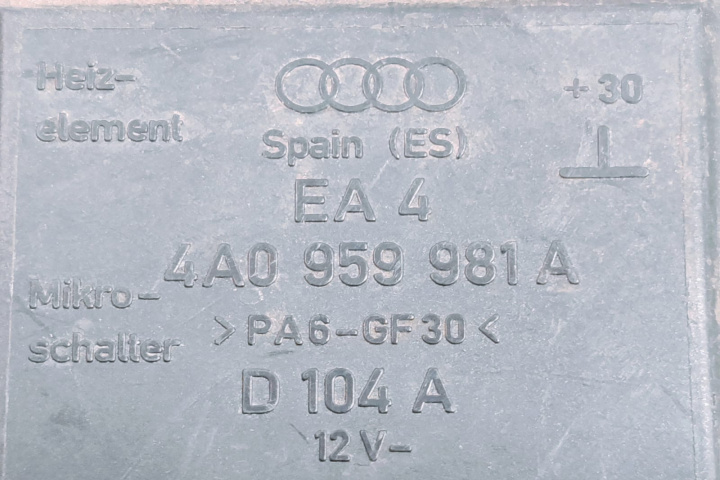 Heiz-
element
+ 30
Spain (ES)
EA 4
4A0 959 981 A
Mikro-
schalter
>PA6-GF30<
D 104 A
12 V-